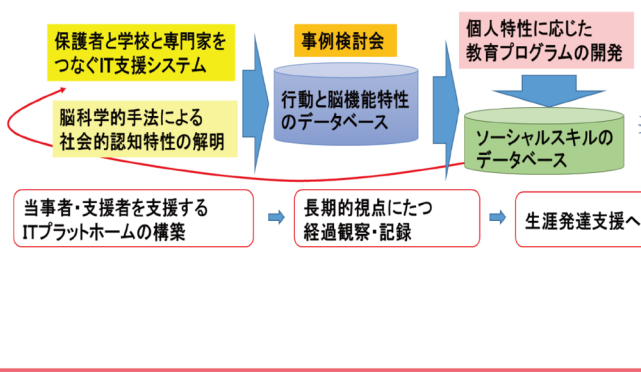 保護者と学校と専門家を
つなぐIT支援システム
脳科学的手法による
社会的認知特性の解明
事例検討会
行動と脳機能特性
のデータベース
個人特性に応じた
教育プログラムの開発
ソーシャルスキルの
データベース
当事者・支援者を支援する
ITプラットホームの構築
長期的視点にたつ
経過観察・記録
生涯発達支援へ